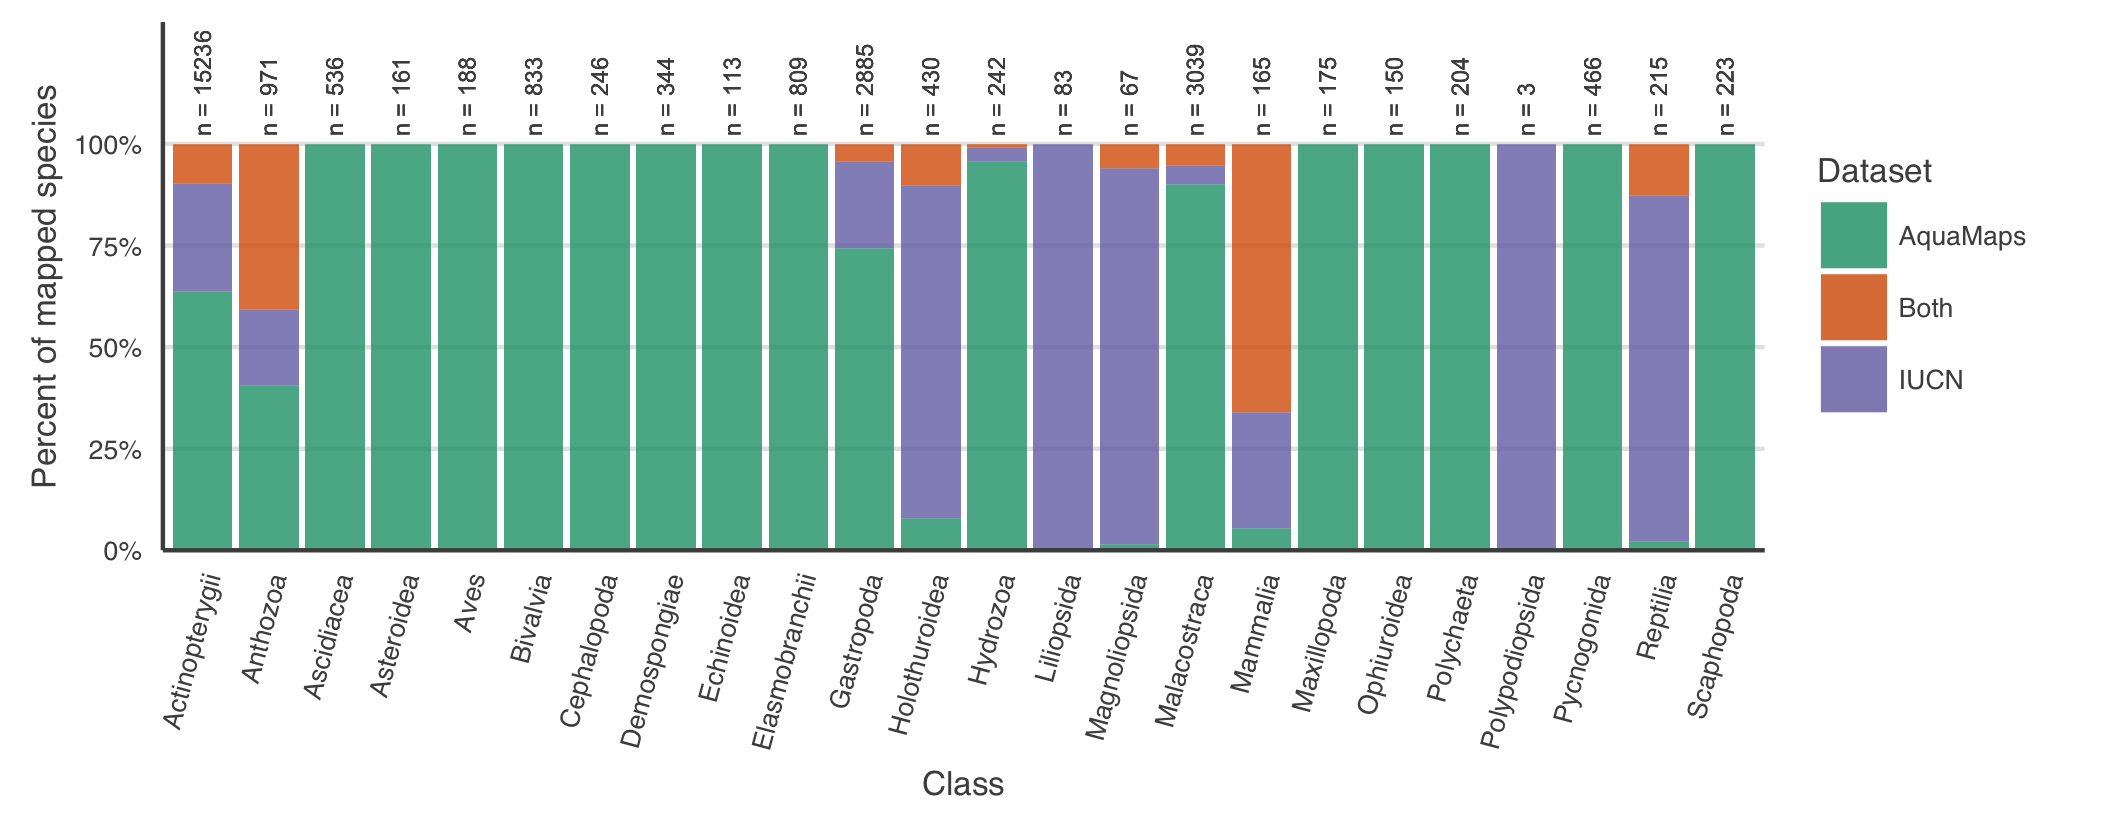 n = 15236
n = 971
n = 536
n = 161
n = 188
n = 833
n = 246
n = 344
n = 113
n = 809
n = 2885
n = 430
n = 242
n = 83
n = 67
n = 3039
n = 165
n = 175
n = 150
n = 204
n = 3
n = 466
n = 215
n = 223
Percent of mapped species
100%
75%
50%
25%
0%
Actinopterygii
Anthozoa
Ascidiacea
Asteroidea
Aves
Bivalvia
Cephalopoda
Demospongiae
Echinoidea
Elasmobranchii
Gastropoda
Holothuroidea
Hydrozoa
Liliopsida
Magnoliopsida
Malacostraca
Mammalia
Maxillopoda
Ophiuroidea
Polychaeta
Polypodiopsida
Pycnogonida
Reptilia
Scaphopoda
Class
Dataset
AquaMaps
Both
IUCN